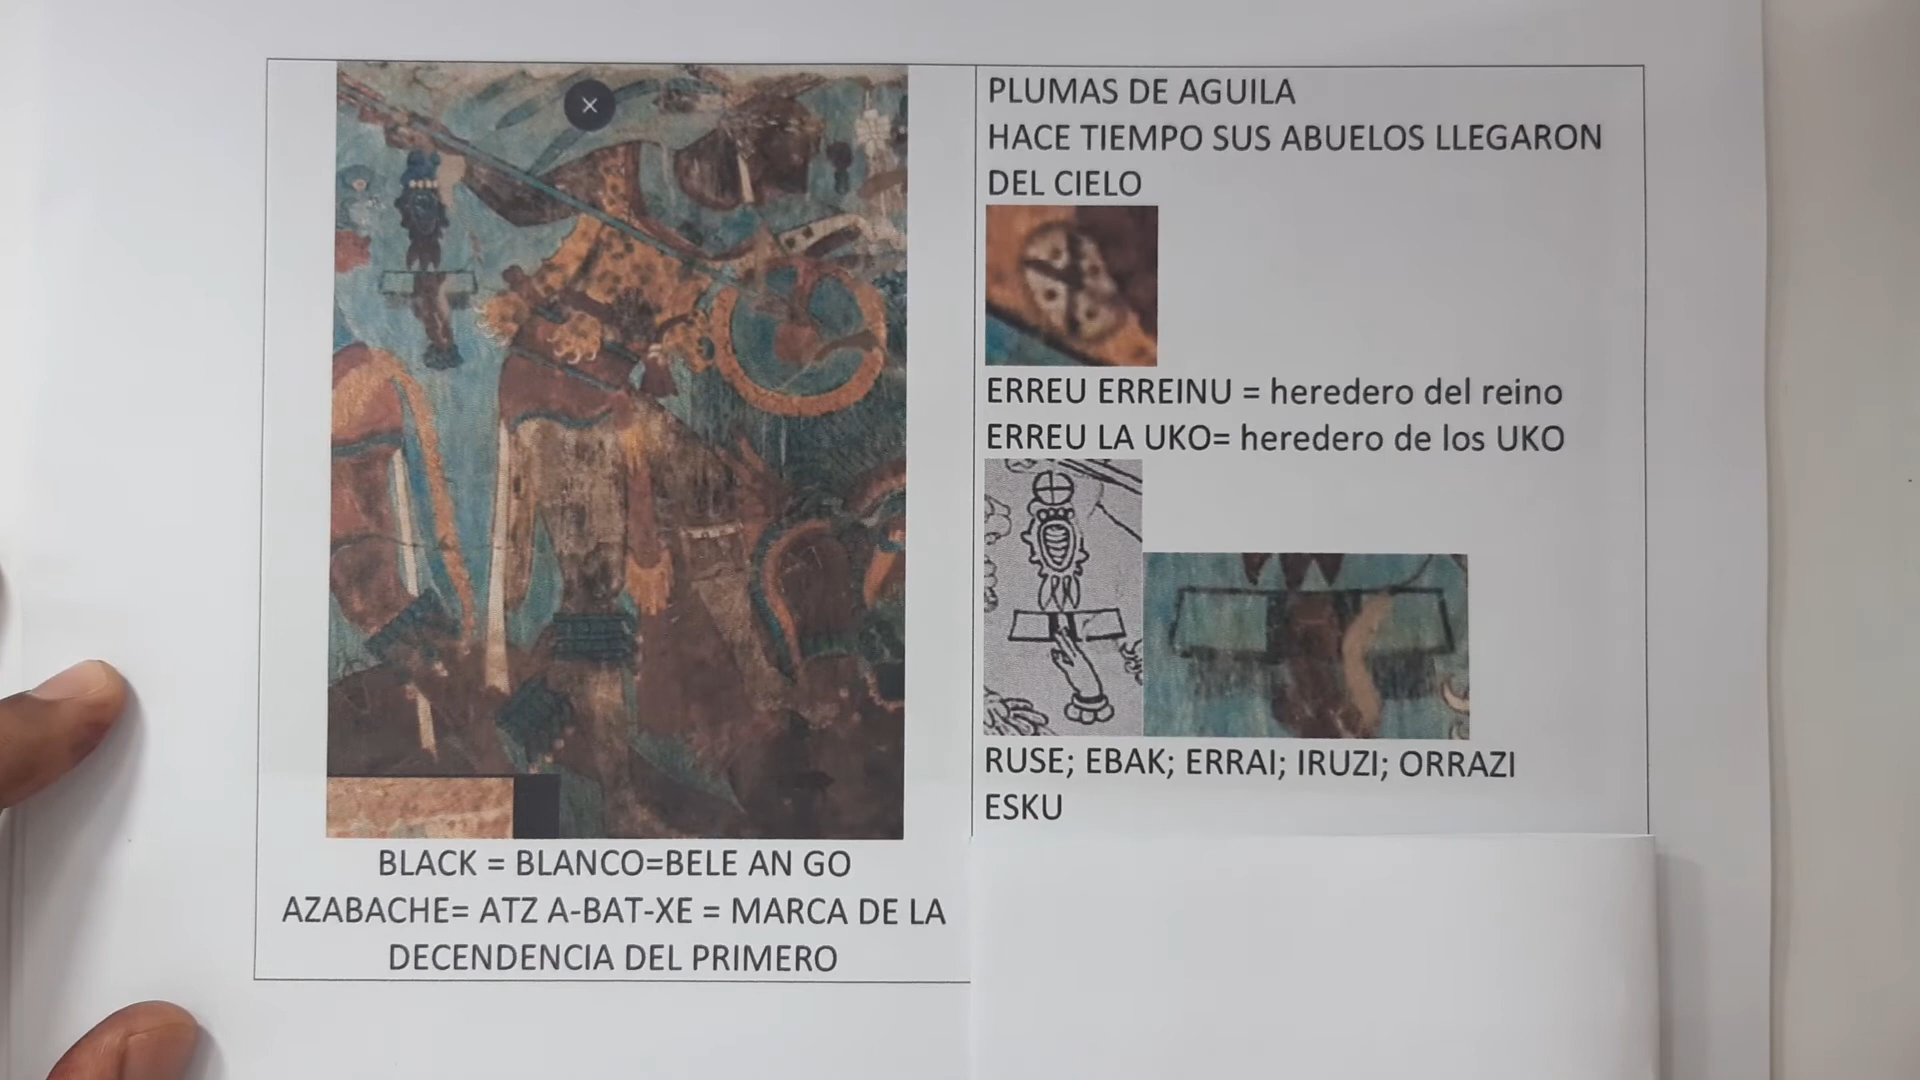 BLACK = BLANCO=BELE AN GO
AZABACHE= ATZ A-BAT-XE = MARCA DE LA
DECENDENCIA DEL PRIMERO
PLUMAS DE AGUILA
HACE TIEMPO SUS ABUELOS LLEGARON
DEL CIELO
ERREU ERREINU = heredero del reino
ERREU LA UKO= heredero de los UKO
RUSE; EBAK; ERRAI; IRUZI; ORRAZI
ESKU